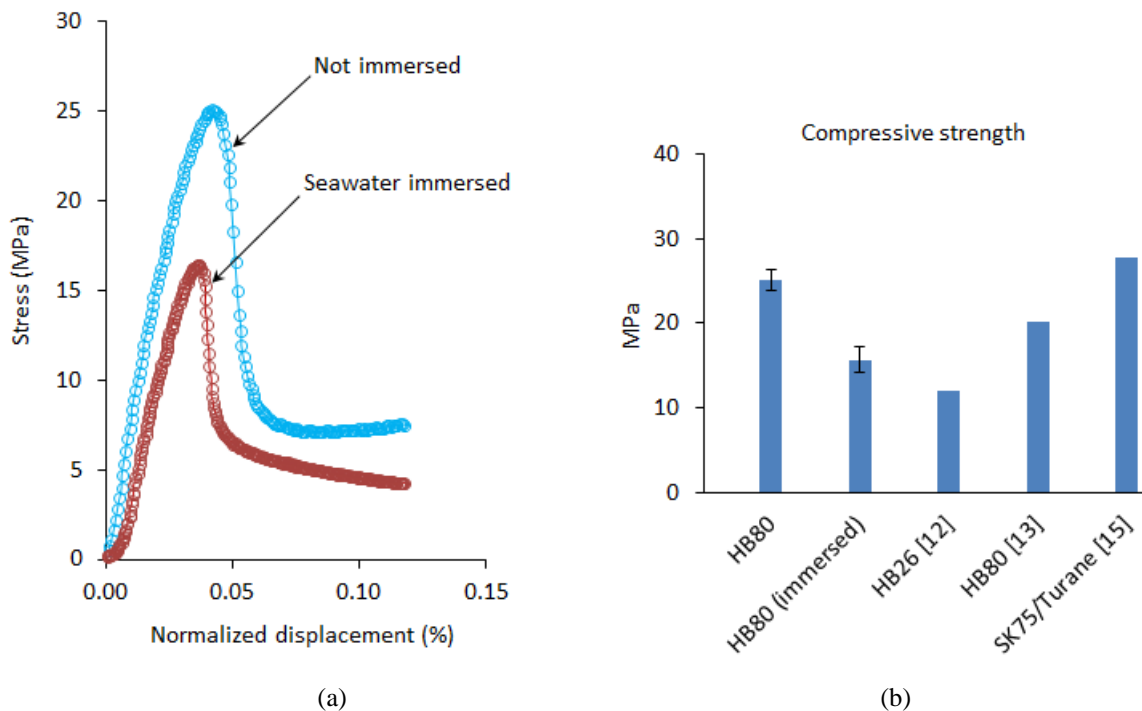 30
25
20
15
10
5
0
Stress (MPa)
Not immersed
Seawater immersed
0.00 0.05 0.10 0.15
Normalized displacement (%)
(a)
Compressive strength
40
30
20
10
0
MPa
HB80
HB80 (immersed)
HB26 [12]
HB80 [13]
SK75/Turane [15]
(b)